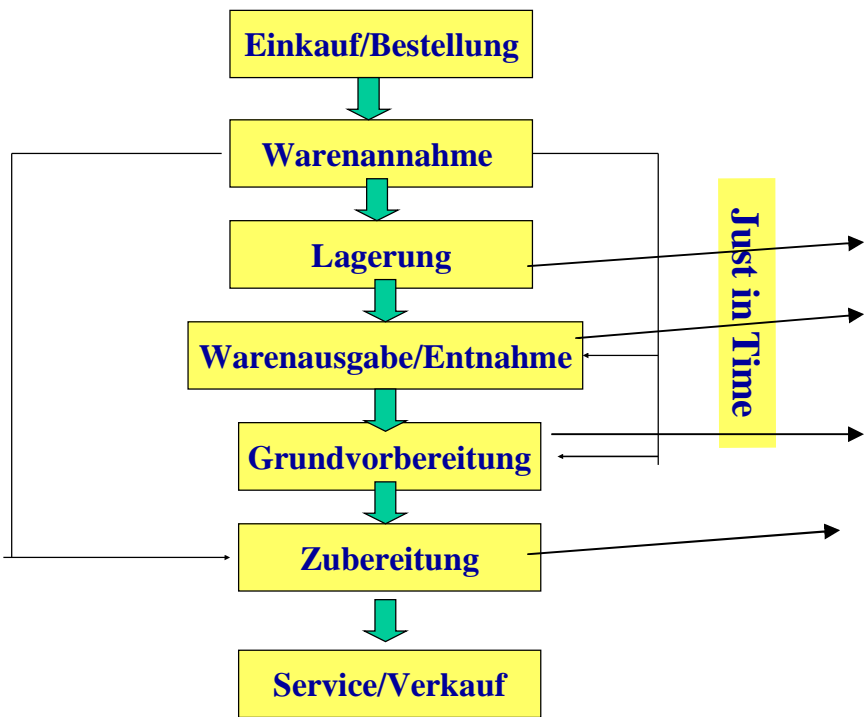 Einkauf/Bestellung
Warenannahme
Lagerung
Warenausgabe/Entnahme
Grundvorbereitung
Zubereitung
Service/Verkauf
Just in Time